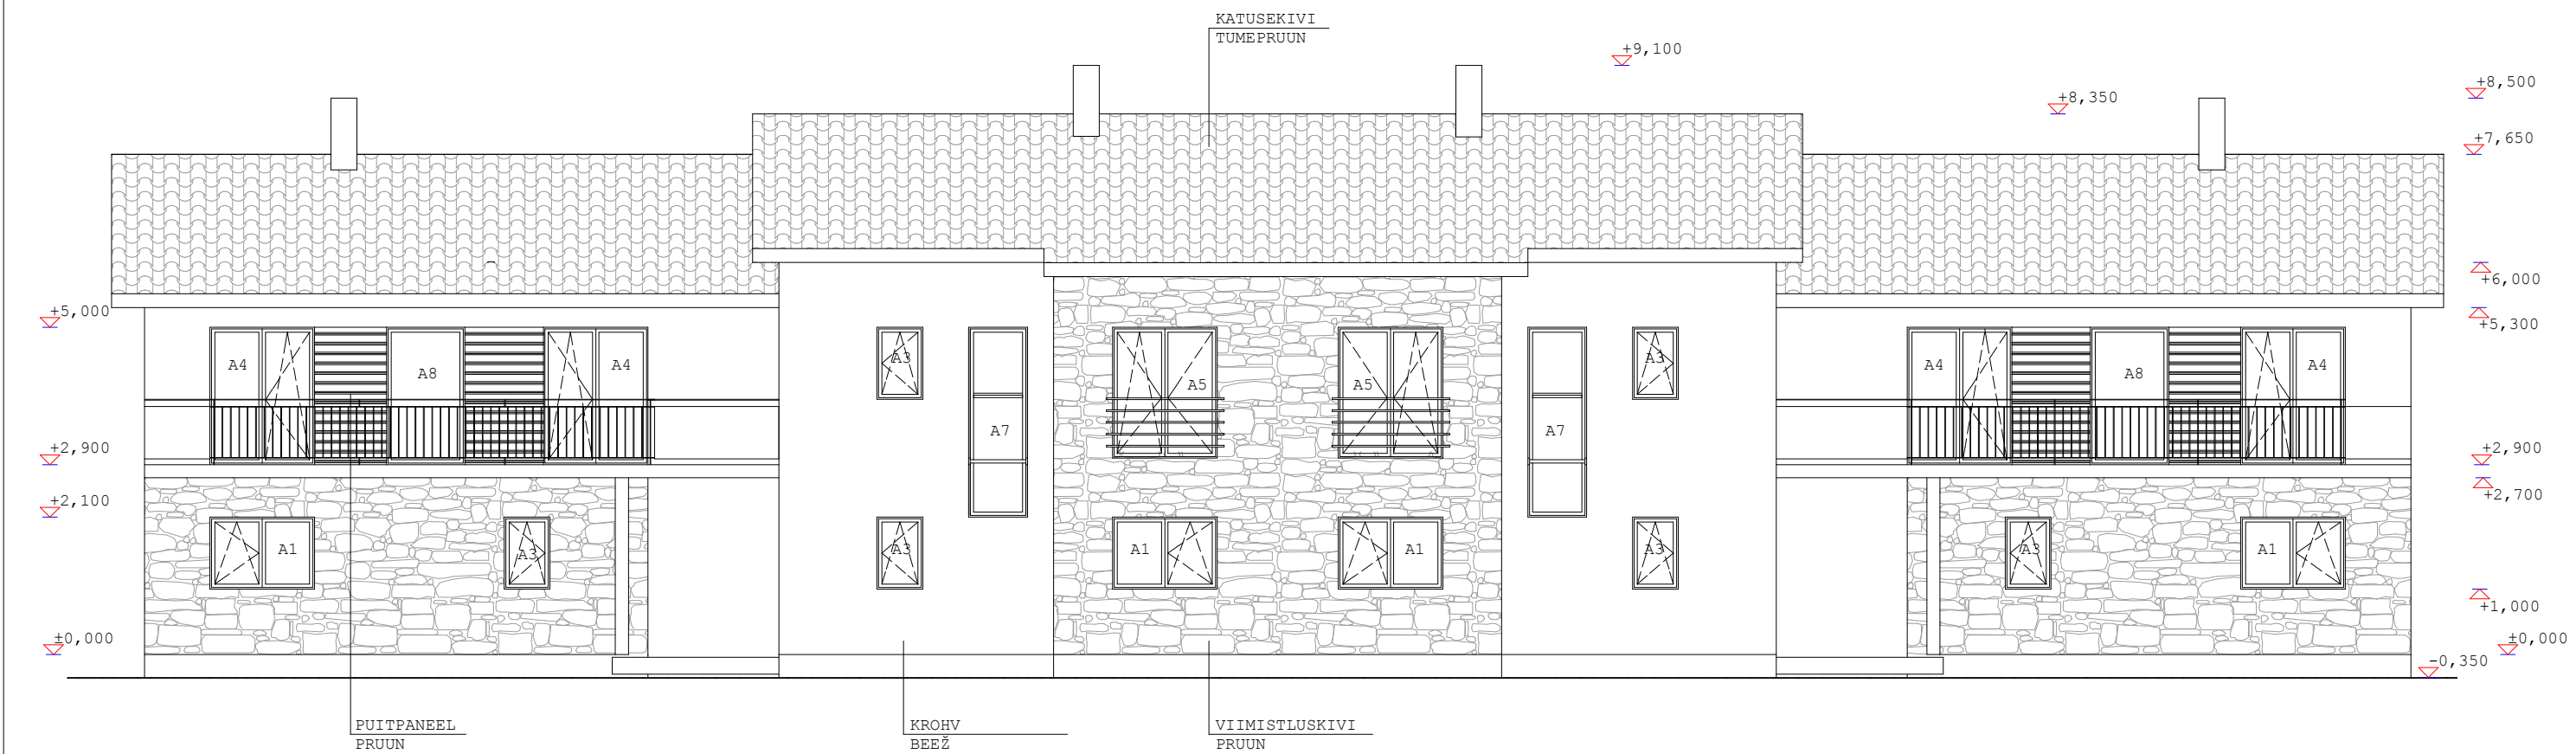 KATUSEKIVI
TUMEPRUUN
+9,100
+8,500
+8,350
+7,650
+6,000
+5,000
+5,300
A3
A3
A4
A8
A4
A5
A5
A4
A8
A4
A7
A7
+2,900
+2,900
+2,700
+2,100
A1
A3
A3
A1
A1
A3
A3
A1
+1,000
±0,000
±0,000
-0,350
PUITPANEEL
PRUUN
KROHV
BEEŽ
VIIMISTLUSKIVI
PRUUN